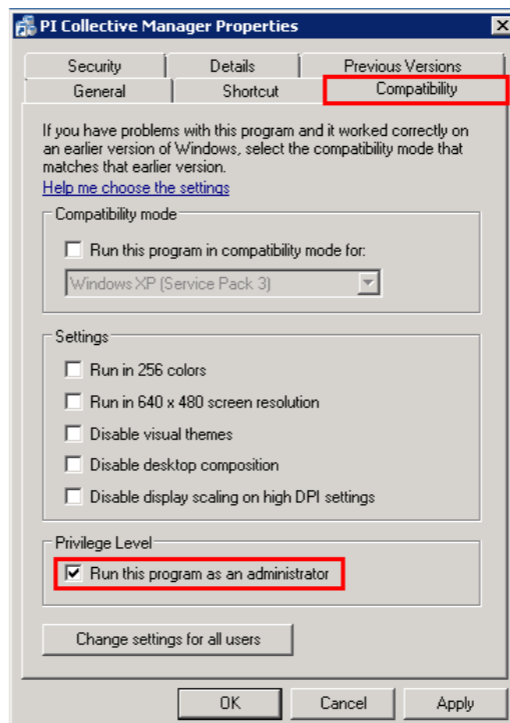 PI Collective Manager Properties
Security Details Previous Versions
General Shortcut Compatibility
If you have problems with this program and it worked correctly on
an earlier version of Windows, select the compatibility mode that
matches that earlier version.
Help me choose the settings
Compatibility mode
Run this program in compatibility mode for:
Windows XP (Service Pack 3)
Settings
Run in 256 colors
Run in 640 x 480 screen resolution
Disable visual themes
Disable desktop composition
Disable display scaling on high DPI settings
Privilege Level
Run this program as an administrator
Change settings for all users
OK Cancel Apply